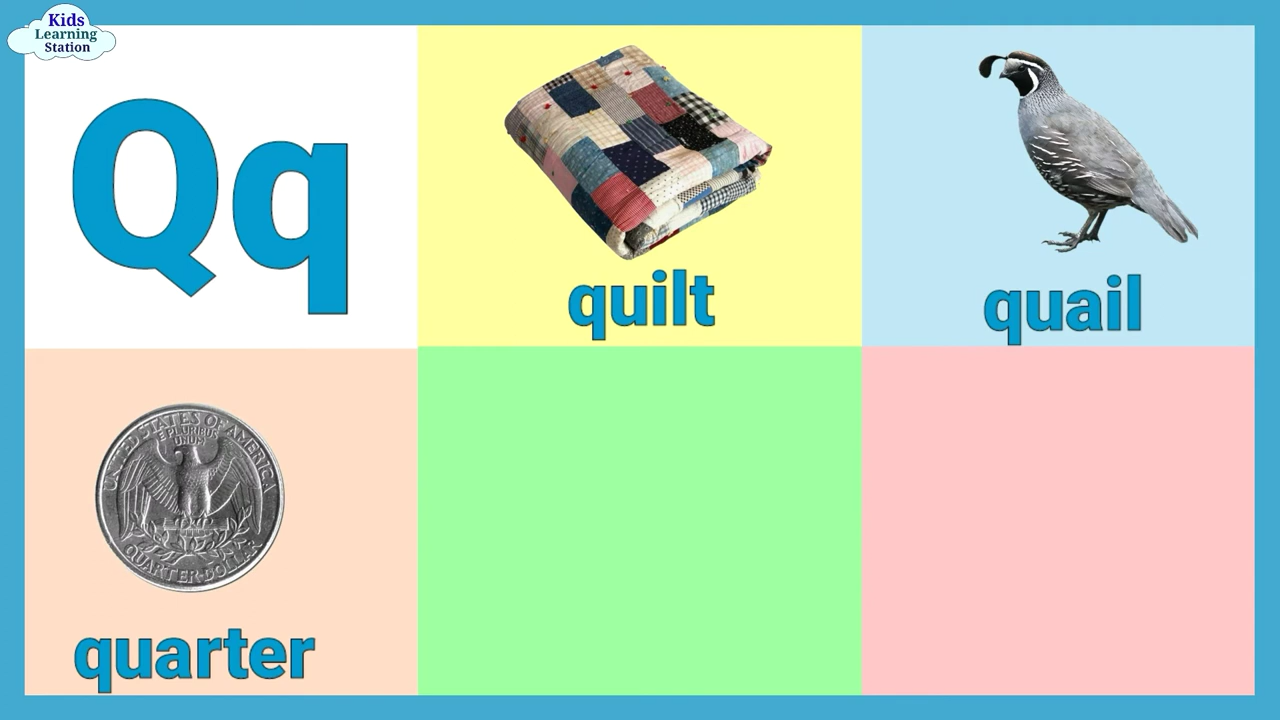 Kids
Learning
Station
Qq
quilt
quail
UNITED STATES OF AMERICA
E PLURIBUS
UNUM
QUARTER DOLLAR
quarter